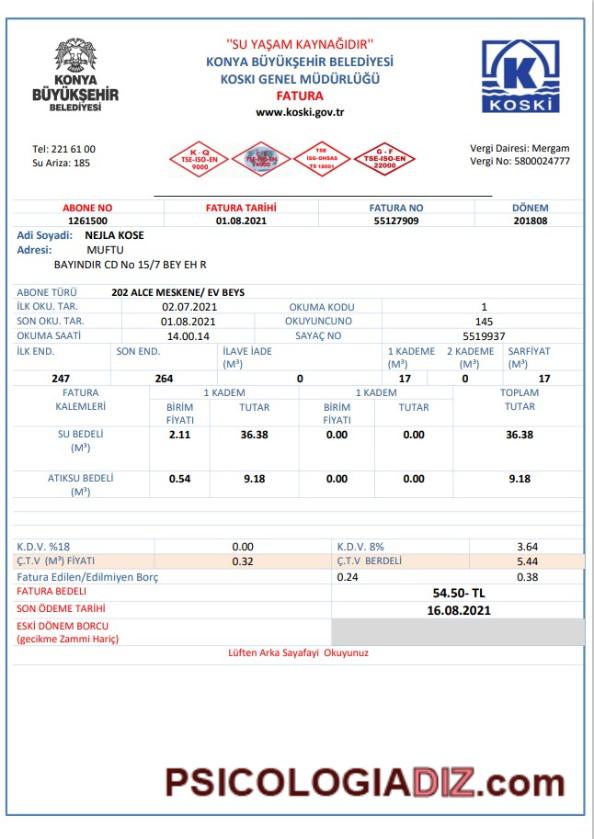 "SU YAŞAM KAYNAĞIDIR"
KONYA BÜYÜKŞEHİR BELEDİYESİ
KOSKI GENEL MÜDÜRLÜĞÜ
FATURA
www.koski.gov.tr
KONYA
BÜYÜKŞEHİR
BELEDİYESİ
KOSKİ
Tel: 221 61 00
Su Ariza: 185
K - Q
TSE-ISO-EN
9000
TSE-ISO-EN
TSE
ISG-OHSAS
TS 18001
G - F
TSE-ISO-EN
22000
Vergi Dairesi: Mergam
Vergi No: 5800024777
ABONE NO FATURA TARİHİ FATURA NO DÖNEM
1261500 01.08.2021 55127909 201808
Adi Soyadi: NEJLA KOSE
Adresi: MUFTU
BAYINDIR CD No 15/7 BEY EH R
ABONE TÜRÜ 202 ALCE MESKENE/ EV BEYS
İLK OKU. TAR. 02.07.2021 OKUMA KODU 1
SON OKU. TAR. 01.08.2021 OKUYUCUNO 145
OKUMA SAATİ 14.00.14 SAYAÇ NO 5519937
İLK END. SON END. İLAVE İADE (M³) 1 KADEME (M³) 2 KADEME (M³) SARFİYAT (M³)
247 264 0 17 0 17
FATURA KALEMLERİ 1 KADEM 1 KADEM TOPLAM TUTAR
BİRİM FİYATI TUTAR BİRİM FİYATI TUTAR
SU BEDELİ (M³) 2.11 36.38 0.00 0.00 36.38
ATIKSU BEDELİ (M³) 0.54 9.18 0.00 0.00 9.18
K.D.V. %18 0.00 K.D.V. 8% 3.64
Ç.T.V (M³) FİYATI 0.32 Ç.T.V BERDELİ 5.44
Fatura Edilen/Edilmiyen Borç 0.24 0.38
FATURA BEDELI 54.50- TL
SON ÖDEME TARİHİ 16.08.2021
ESKİ DÖNEM BORCU
(gecikme Zammi Hariç)
Lüften Arka Sayafayi Okuyunuz
PSICOLOGIADIZ.com